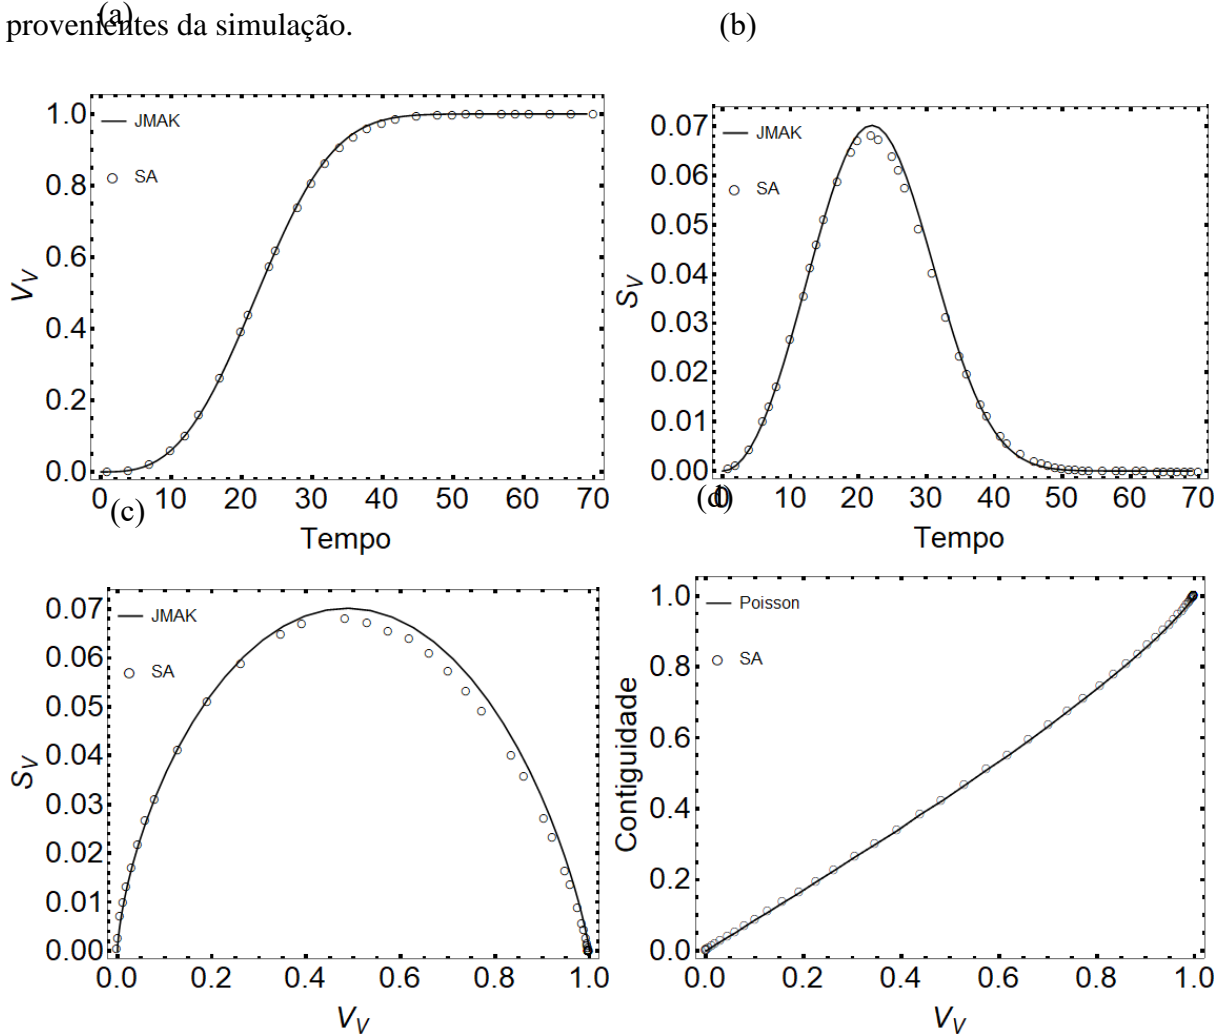 (a)
provenientes da simulação.
(b)
1.0
0.8
0.6
0.4
0.2
0.0
V_V
JMAK
SA
0 10 20 30 40 50 60 70
Tempo
0.07
0.06
0.05
0.04
0.03
0.02
0.01
0.00
S_V
JMAK
SA
0 10 20 30 40 50 60 70
Tempo
(c)
0.07
0.06
0.05
0.04
0.03
0.02
0.01
0.00
S_V
JMAK
SA
0.0 0.2 0.4 0.6 0.8 1.0
V_V
(d)
1.0
0.8
0.6
0.4
0.2
0.0
Contiguidade
Poisson
SA
0.0 0.2 0.4 0.6 0.8 1.0
V_V